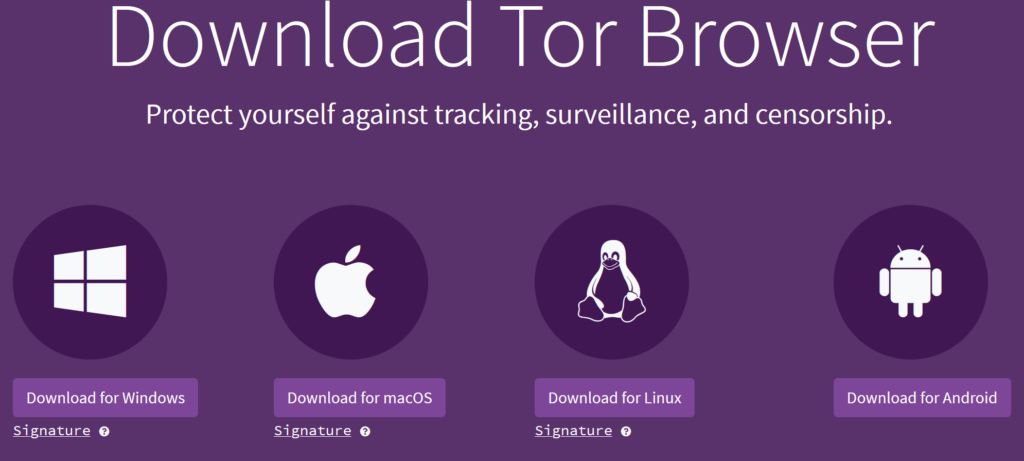 Download Tor Browser
Protect yourself against tracking, surveillance, and censorship.
Download for Windows
Signature ?
Download for macOS
Signature ?
Download for Linux
Signature ?
Download for Android